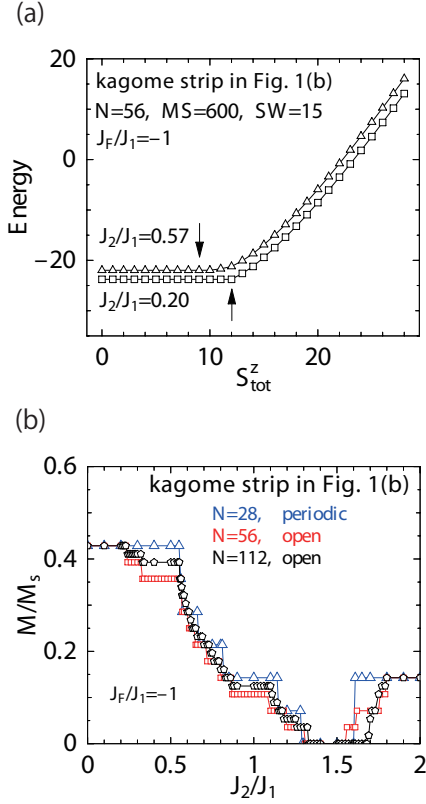 (a)
20
0
−20
Energy
kagome strip in Fig. 1(b)
N=56, MS=600, SW=15
J_F/J_1=−1
J_2/J_1=0.57
J_2/J_1=0.20
0 10 20
S^z_tot
(b)
0.6
0.4
0.2
0
M/M_s
kagome strip in Fig. 1(b)
N=28, periodic
N=56, open
N=112, open
J_F/J_1=−1
0 0.5 1.0 1.5 2
J_2/J_1